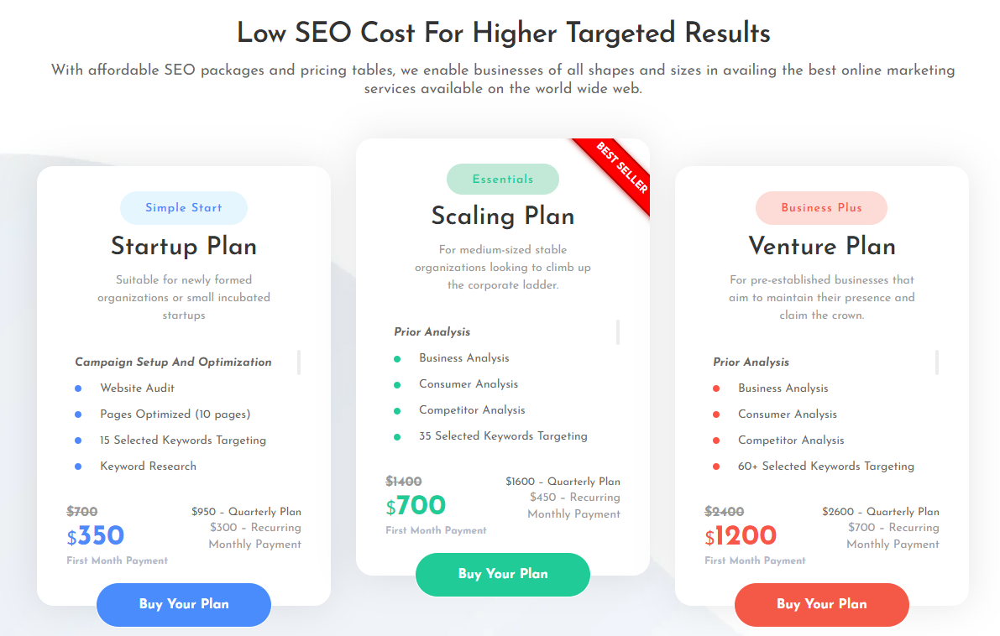 Low SEO Cost For Higher Targeted Results
With affordable SEO packages and pricing tables, we enable businesses of all shapes and sizes in availing the best online marketing
services available on the world wide web.
Simple Start
Startup Plan
Suitable for newly formed
organizations or small incubated
startups
Campaign Setup And Optimization
Website Audit
Pages Optimized (10 pages)
15 Selected Keywords Targeting
Keyword Research
$700
$350
First Month Payment
$950 – Quarterly Plan
$300 – Recurring
Monthly Payment
Buy Your Plan
BEST SELLER
Essentials
Scaling Plan
For medium-sized stable
organizations looking to climb up
the corporate ladder.
Prior Analysis
Business Analysis
Consumer Analysis
Competitor Analysis
35 Selected Keywords Targeting
$1400
$700
First Month Payment
$1600 – Quarterly Plan
$450 – Recurring
Monthly Payment
Buy Your Plan
Business Plus
Venture Plan
For pre-established businesses that
aim to maintain their presence and
claim the crown.
Prior Analysis
Business Analysis
Consumer Analysis
Competitor Analysis
60+ Selected Keywords Targeting
$2400
$1200
First Month Payment
$2600 – Quarterly Plan
$700 – Recurring
Monthly Payment
Buy Your Plan